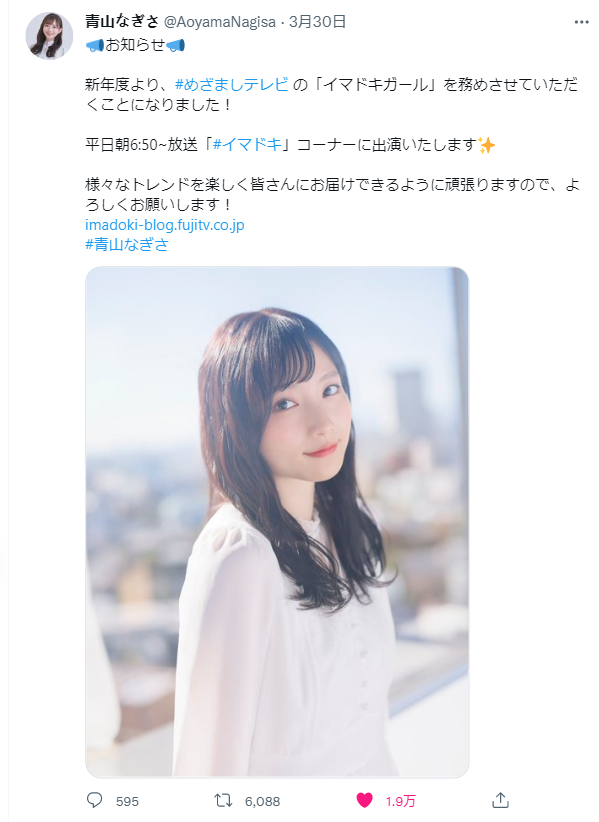 青山なぎさ @AoyamaNagisa · 3月30日
📣お知らせ📣
新年度より、#めざましテレビ の「イマドキガール」を務めさせていただ
くことになりました！
平日朝6:50~放送「#イマドキ」コーナーに出演いたします✨
様々なトレンドを楽しく皆さんにお届けできるように頑張りますので、よ
ろしくお願いします！
imadoki-blog.fujitv.co.jp
#青山なぎさ
595 6,088 1.9万